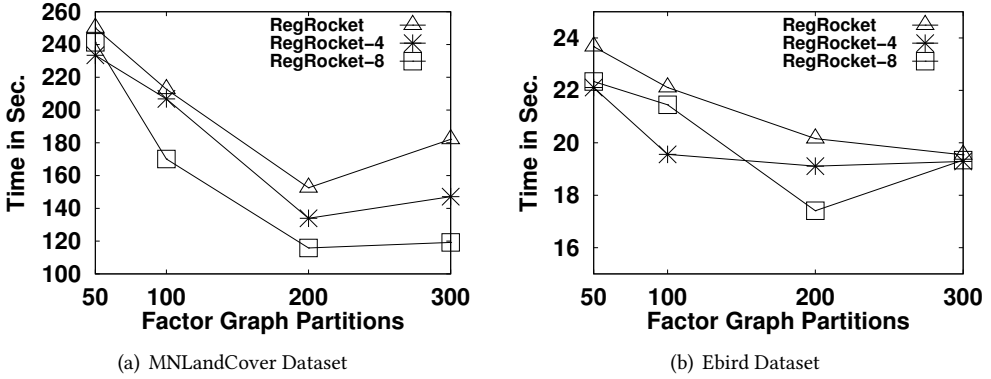 260
240
220
200
180
160
140
120
100
Time in Sec.
RegRocket
RegRocket-4
RegRocket-8
50 100 200 300
Factor Graph Partitions
(a) MNLandCover Dataset
24
22
20
18
16
Time in Sec.
RegRocket
RegRocket-4
RegRocket-8
50 100 200 300
Factor Graph Partitions
(b) Ebird Dataset